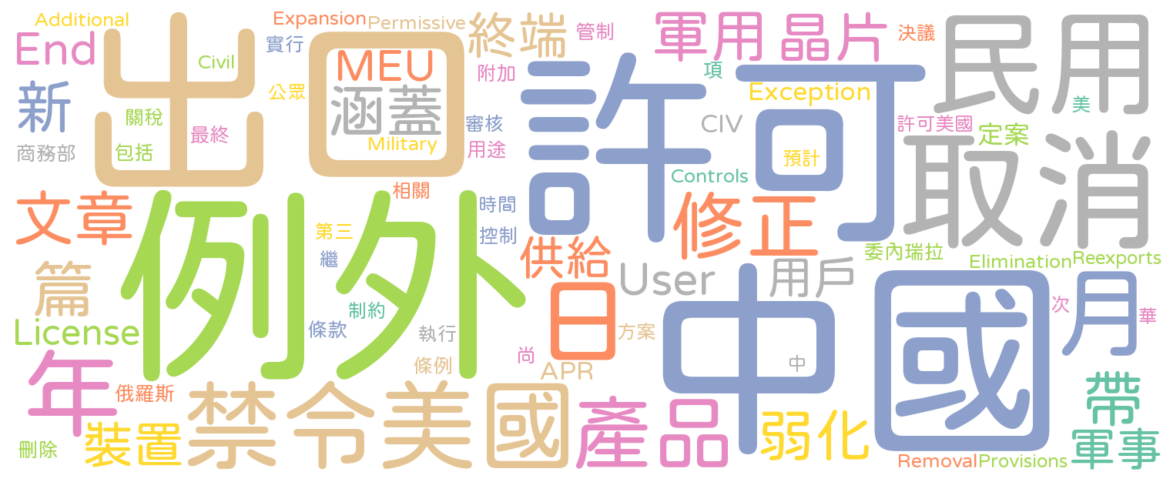 Additional
Expansion
Permissive
出口
許可
民用
End
終端
管制
軍用
晶片
決議
實行
MEU
Civil
附加
項
美
新
公眾
涵蓋
Exception
關稅
CIV
許可美國
定案
審核
最終
Military
用途
商務部
包括
預計
取消
Controls
相關
文章
例外
時間
修正
第三
控制
供給
委內瑞拉
繼
Elimination
Reexports
篇
User
用戶
中國
月
日
次
制約
華
License
條款
執行
方案
年
尚
條例
APR
中
帶
俄羅斯
禁令
美國
產品
弱化
裝置
軍事
刪除
Removal
Provisions